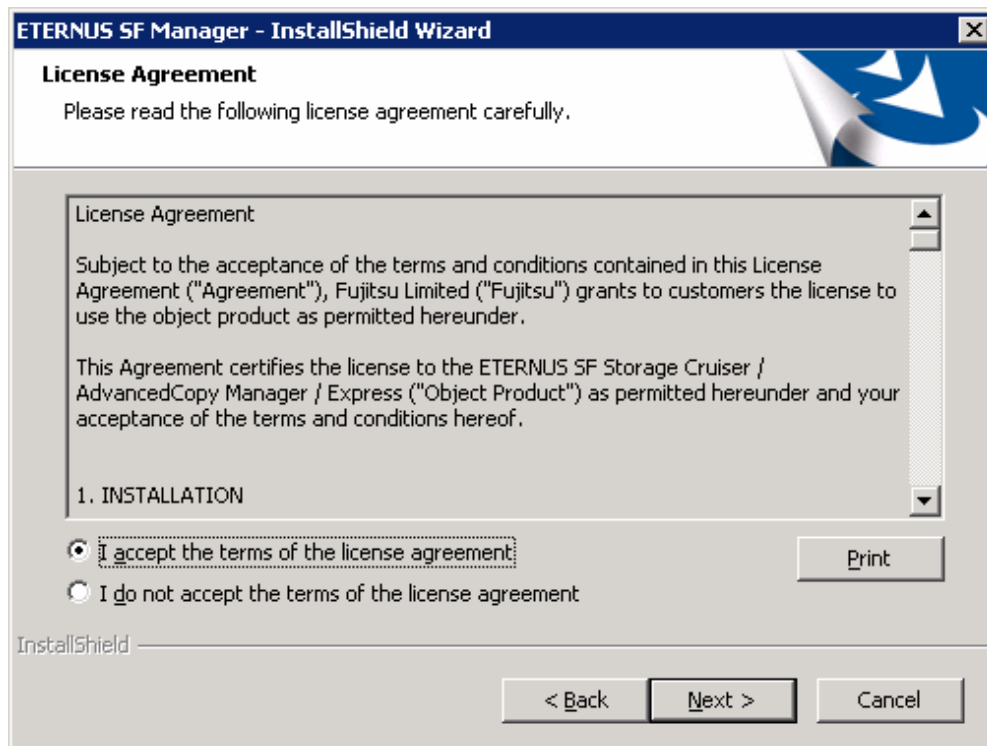 ETERNUS SF Manager - InstallShield Wizard
License Agreement
Please read the following license agreement carefully.
License Agreement
Subject to the acceptance of the terms and conditions contained in this License
Agreement ("Agreement"), Fujitsu Limited ("Fujitsu") grants to customers the license to
use the object product as permitted hereunder.
This Agreement certifies the license to the ETERNUS SF Storage Cruiser /
AdvancedCopy Manager / Express ("Object Product") as permitted hereunder and your
acceptance of the terms and conditions hereof.
1. INSTALLATION
I accept the terms of the license agreement
Print
I do not accept the terms of the license agreement
InstallShield
< Back
Next >
Cancel